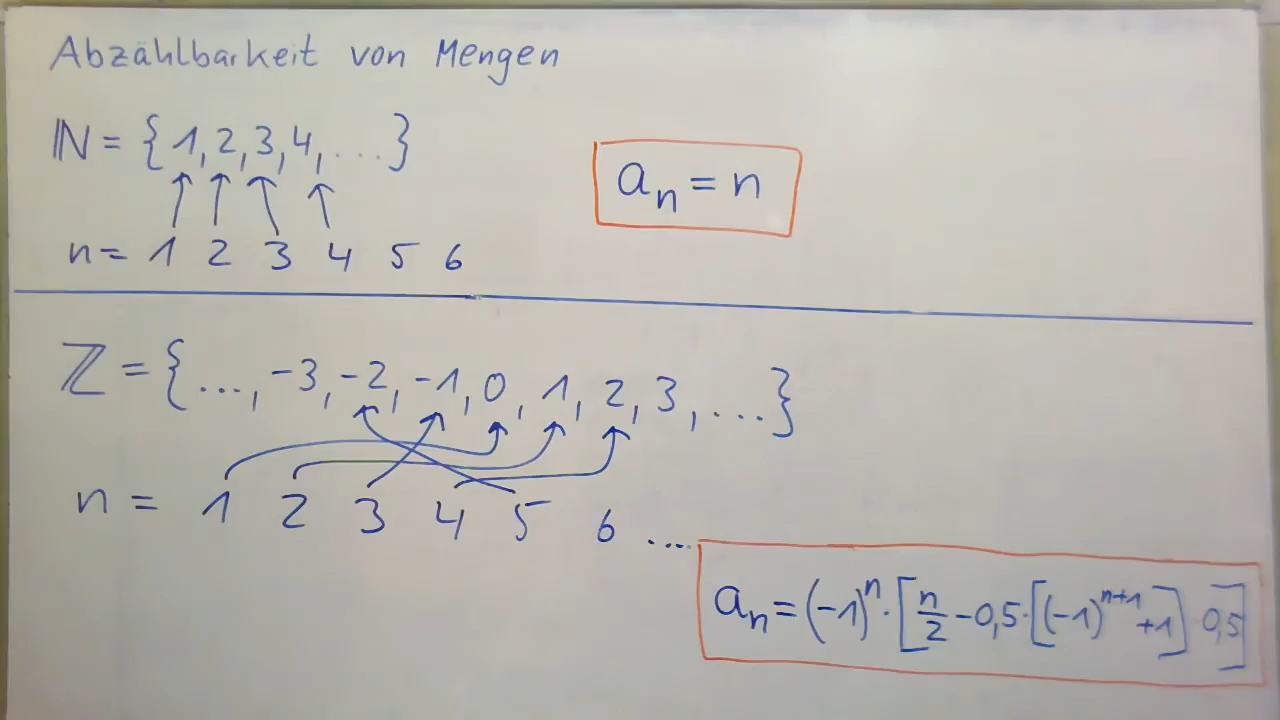 Abzählbarkeit von Mengen
ℕ = {1, 2, 3, 4, ...}
aₙ = n
n = 1 2 3 4 5 6
ℤ = {..., -3, -2, -1, 0, 1, 2, 3, ...}
n = 1 2 3 4 5 6 ....
aₙ = (-1)ⁿ · [n/2 - 0,5 · [(-1)ⁿ⁺¹ + 1] · 0,5]